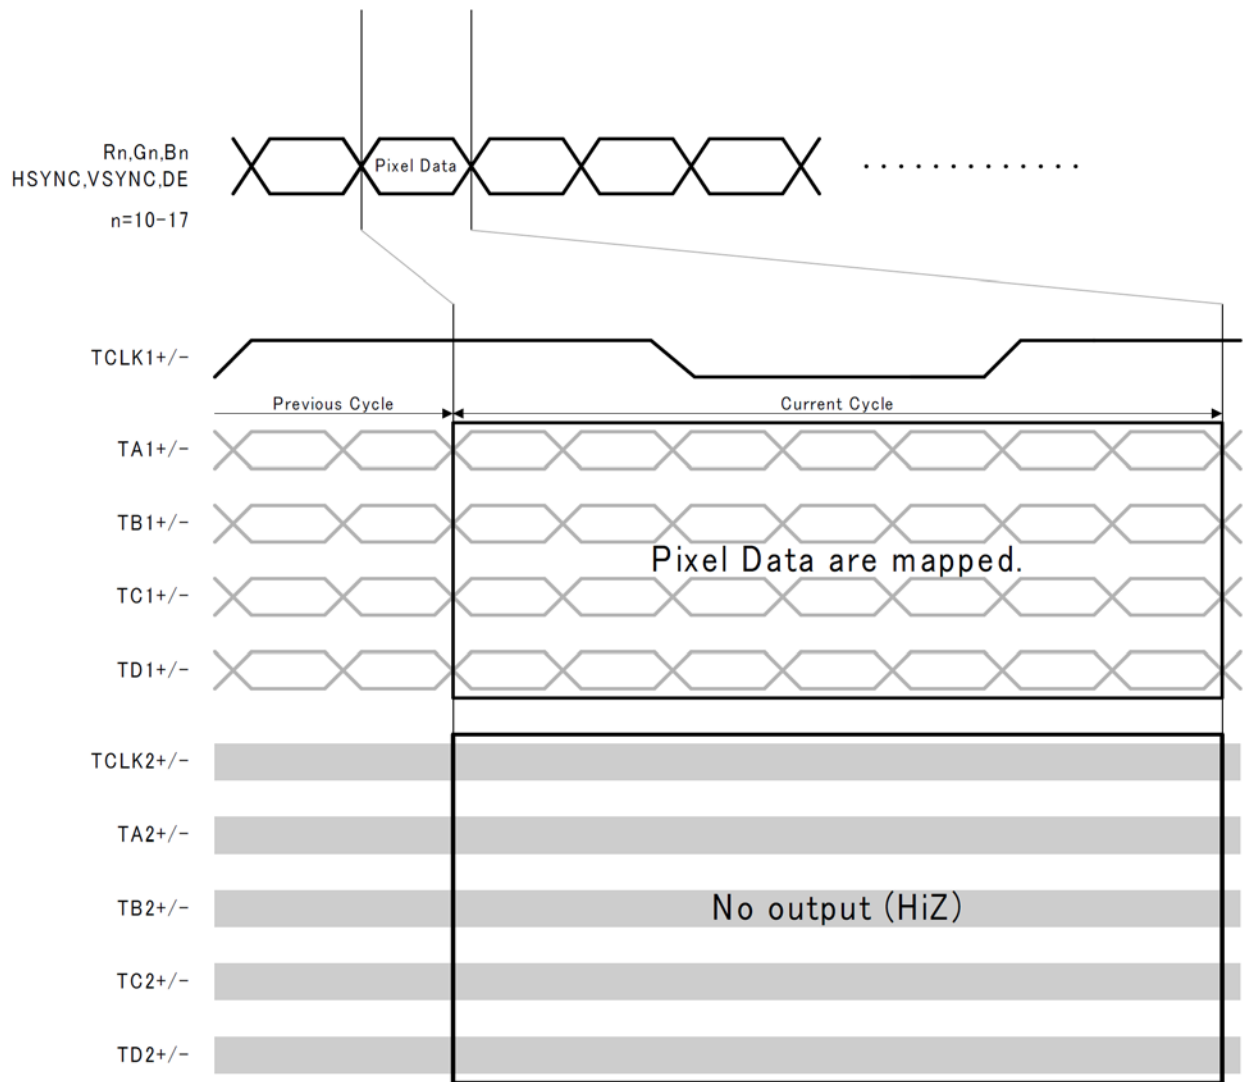 Rn,Gn,Bn
HSYNC,VSYNC,DE
n=10-17
Pixel Data
TCLK1+/-
Previous Cycle
Current Cycle
TA1+/-
TB1+/-
Pixel Data are mapped.
TC1+/-
TD1+/-
TCLK2+/-
TA2+/-
TB2+/-
No output (HiZ)
TC2+/-
TD2+/-